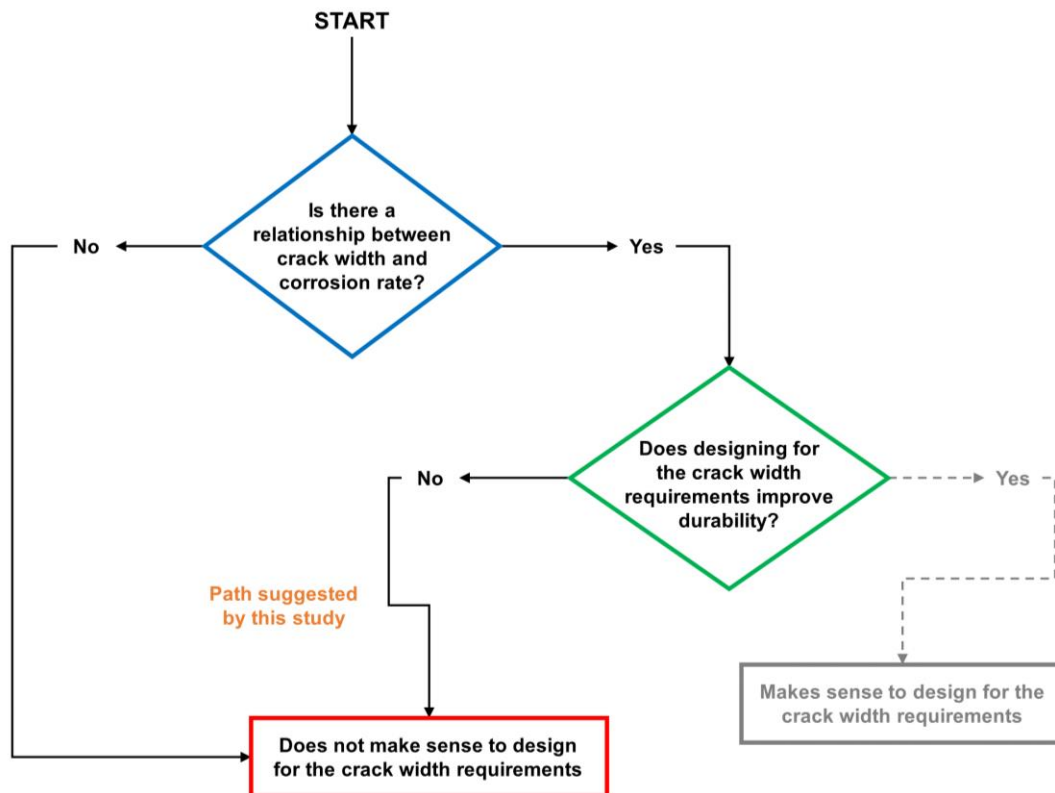 START
Is there a
relationship between
crack width and
corrosion rate?
No
Yes
Does designing for
the crack width
requirements improve
durability?
No
Yes
Path suggested
by this study
Makes sense to design for the
crack width requirements
Does not make sense to design
for the crack width requirements